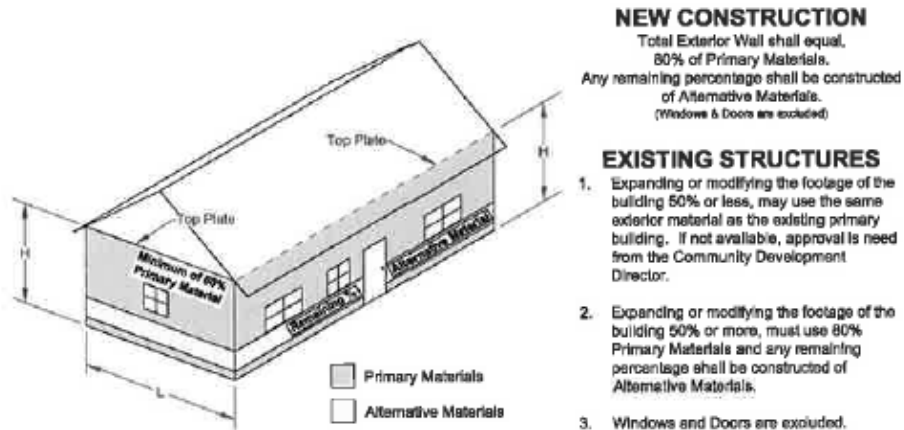 Top Plate
H
Top Plate
H
Minimum of 80%
Primary Material
Remaining %
Alternative Material
L
Primary Materials
Alternative Materials
NEW CONSTRUCTION
Total Exterior Wall shall equal,
80% of Primary Materials.
Any remaining percentage shall be constructed
of Alternative Materials.
(Windows & Doors are excluded)
EXISTING STRUCTURES
1. Expanding or modifying the footage of the
building 50% or less, may use the same
exterior material as the existing primary
building. If not available, approval is need
from the Community Development
Director.
2. Expanding or modifying the footage of the
building 50% or more, must use 80%
Primary Materials and any remaining
percentage shall be constructed of
Alternative Materials.
3. Windows and Doors are excluded.